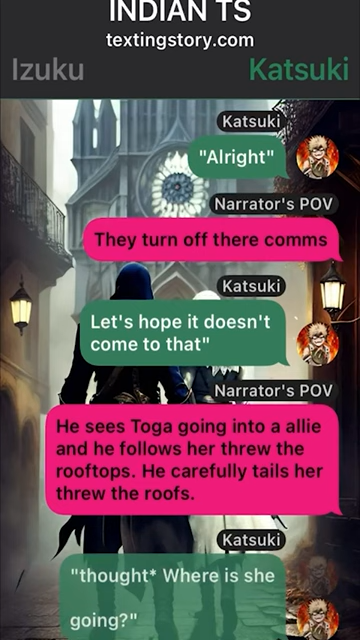 INDIAN TS
textingstory.com
Izuku
Katsuki
Katsuki
"Alright"
Narrator's POV
They turn off there comms
Katsuki
Let's hope it doesn't
come to that"
Narrator's POV
He sees Toga going into a allie
and he follows her threw the
rooftops. He carefully tails her
threw the roofs.
Katsuki
"thought* Where is she
going?"